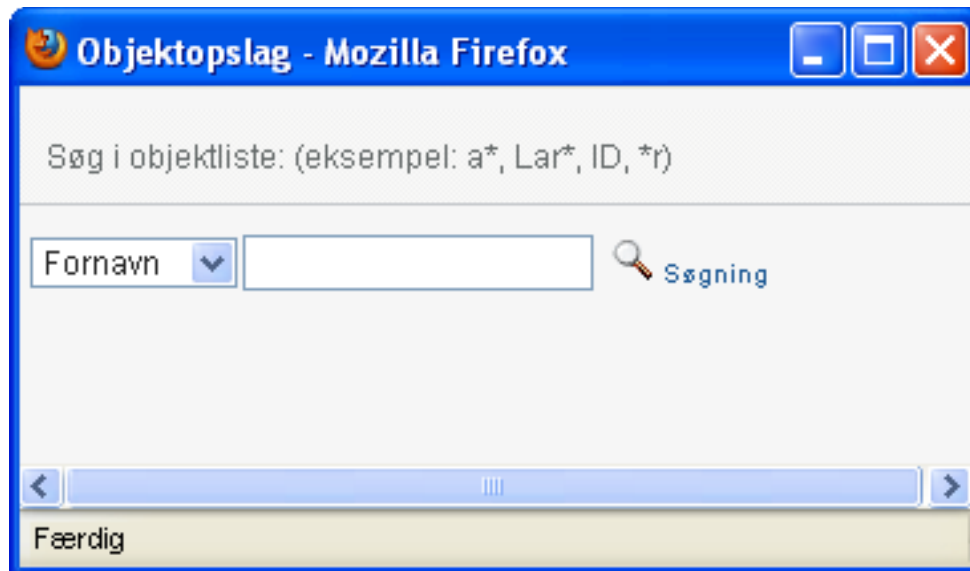 Objektopslag - Mozilla Firefox
Søg i objektliste: (eksempel: a*, Lar*, ID, *r)
Fornavn Søgning
Færdig